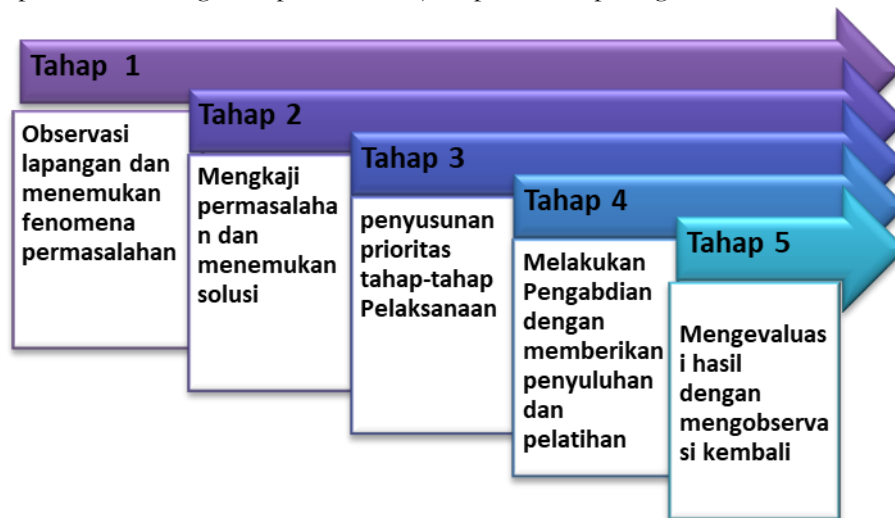 Tahap 1
Observasi
lapangan dan
menemukan
fenomena
permasalahan
Tahap 2
Mengkaji
permasalaha
n dan
menemukan
solusi
Tahap 3
penyusunan
prioritas
tahap-tahap
Pelaksanaan
Tahap 4
Melakukan
Pengabdian
dengan
memberikan
penyuluhan
dan
pelatihan
Tahap 5
Mengevaluas
i hasil
dengan
mengobserva
si kembali